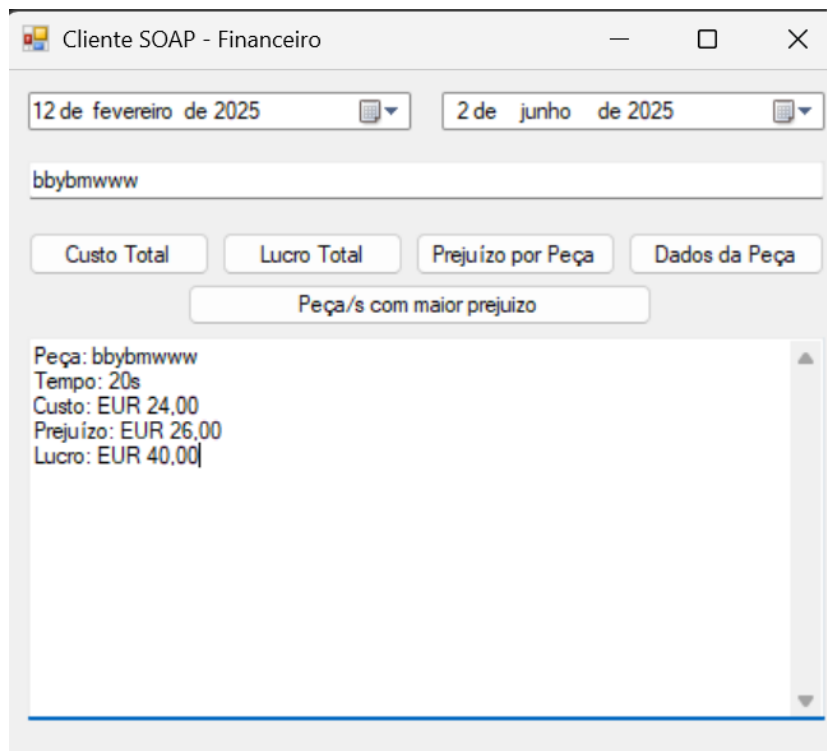 Cliente SOAP - Financeiro
12 de fevereiro de 2025
2 de junho de 2025
bbybmwww
Custo Total
Lucro Total
Prejuízo por Peça
Dados da Peça
Peça/s com maior prejuizo
Peça: bbybmwww
Tempo: 20s
Custo: EUR 24,00
Prejuízo: EUR 26,00
Lucro: EUR 40,00